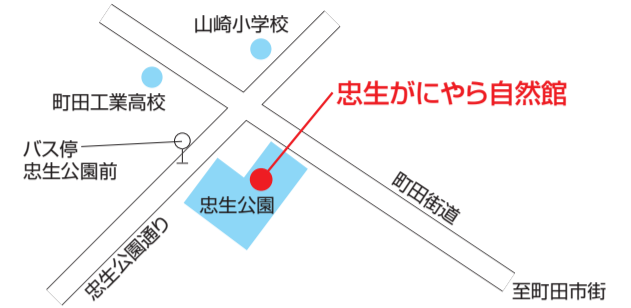 山崎小学校
町田工業高校
忠生がにやら自然館
バス停
忠生公園前
忠生公園
町田街道
忠生公園通り
至町田市街